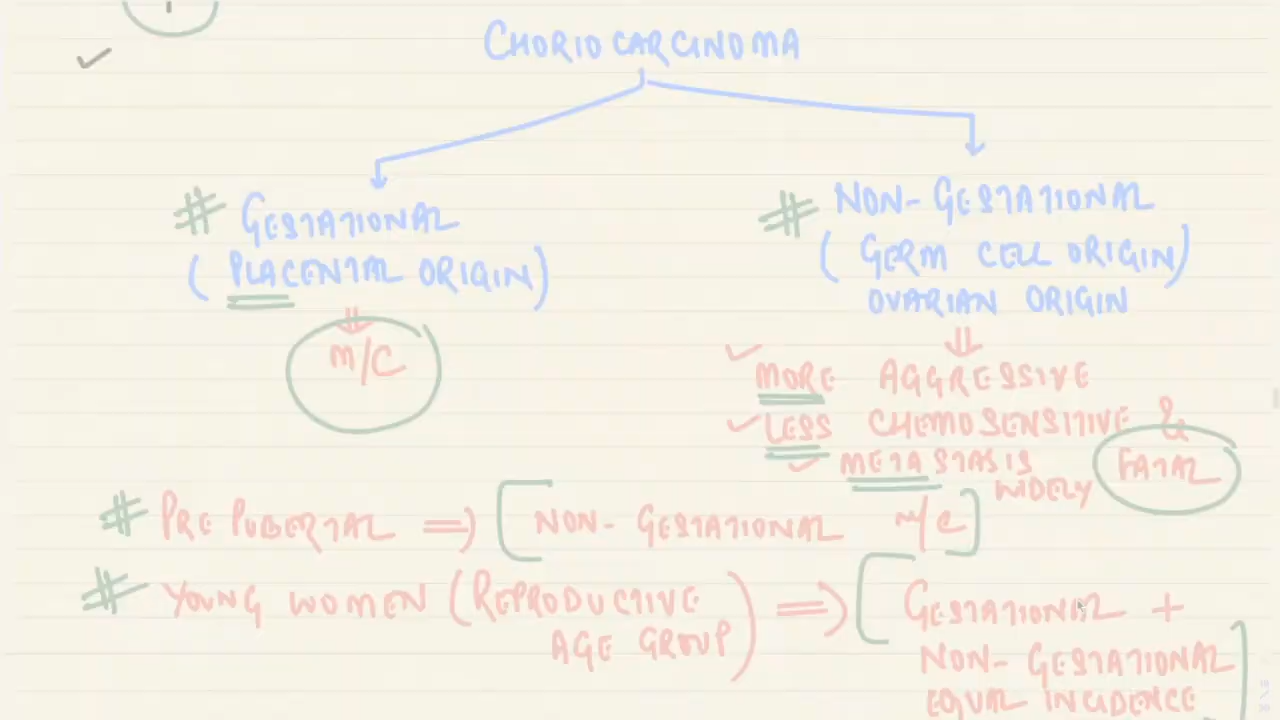 CHORIOCARCINOMA
# GESTATIONAL
(PLACENTAL ORIGIN)
M/C
# NON-GESTATIONAL
(GERM CELL ORIGIN)
OVARIAN ORIGIN
MORE AGGRESSIVE
LESS CHEMOSENSITIVE &
METASTASIS FATAL
WIDELY
# PRE PUBERTAL ⇒ [NON-GESTATIONAL M/C]
# YOUNG WOMEN (REPRODUCTIVE AGE GROUP) ⇒ [GESTATIONAL +
NON-GESTATIONAL
EQUAL INCIDENCE]